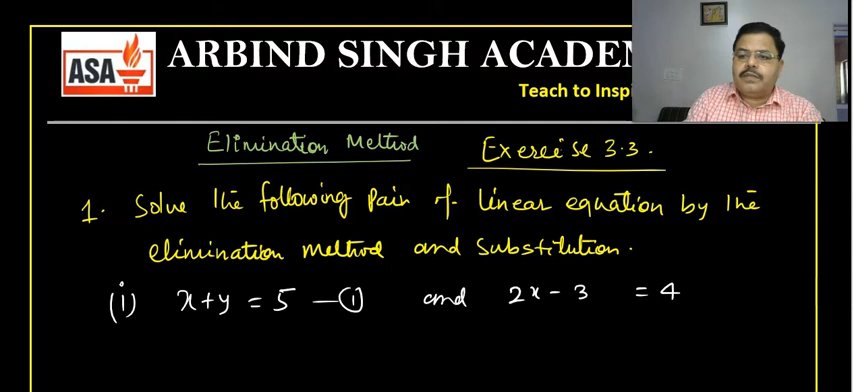 ASA
ARBIND SINGH ACADEM
Teach to Inspi
Elimination Method Exercise 3.3.
1. Solve the following pair of linear equation by the
elimination method and substitution.
(i) x+y = 5 —① and 2x - 3 = 4